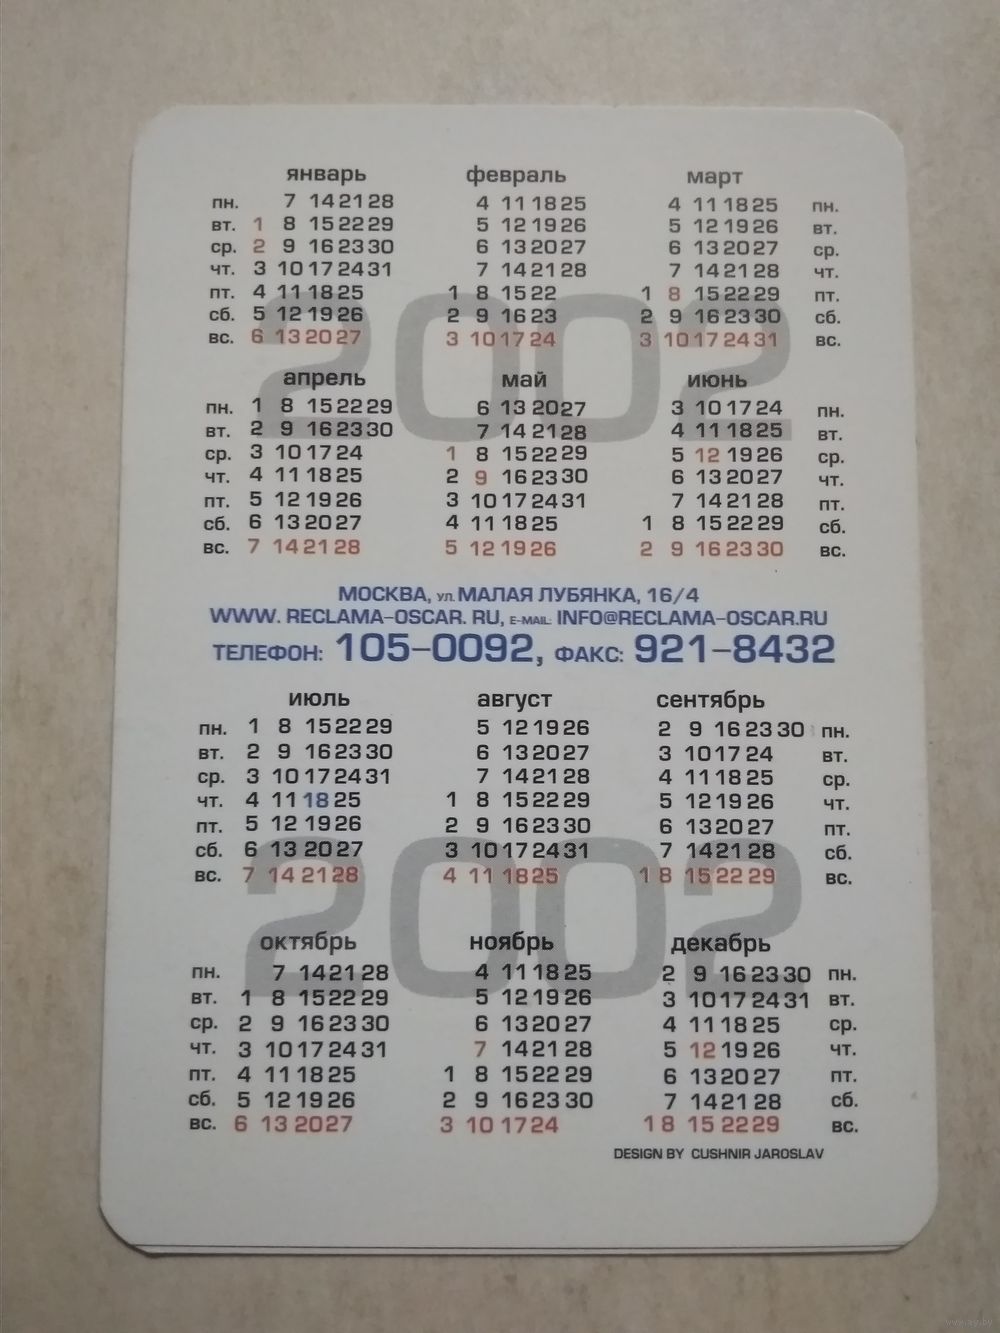 январь февраль март
пн. 7 14 21 28 4 11 18 25 4 11 18 25 пн.
вт. 1 8 15 22 29 5 12 19 26 5 12 19 26 вт.
ср. 2 9 16 23 30 6 13 20 27 6 13 20 27 ср.
чт. 3 10 17 24 31 7 14 21 28 7 14 21 28 чт.
пт. 4 11 18 25 1 8 15 22 1 8 15 22 29 пт.
сб. 5 12 19 26 2 9 16 23 2 9 16 23 30 сб.
вс. 6 13 20 27 3 10 17 24 3 10 17 24 31 вс.
2002
апрель май июнь
пн. 1 8 15 22 29 6 13 20 27 3 10 17 24 пн.
вт. 2 9 16 23 30 7 14 21 28 4 11 18 25 вт.
ср. 3 10 17 24 1 8 15 22 29 5 12 19 26 ср.
чт. 4 11 18 25 2 9 16 23 30 6 13 20 27 чт.
пт. 5 12 19 26 3 10 17 24 31 7 14 21 28 пт.
сб. 6 13 20 27 4 11 18 25 1 8 15 22 29 сб.
вс. 7 14 21 28 5 12 19 26 2 9 16 23 30 вс.
МОСКВА, ул. МАЛАЯ ЛУБЯНКА, 16/4
WWW. RECLAMA-OSCAR. RU, E-MAIL: INFO@RECLAMA-OSCAR.RU
ТЕЛЕФОН: 105-0092, ФАКС: 921-8432
июль август сентябрь
пн. 1 8 15 22 29 5 12 19 26 2 9 16 23 30 пн.
вт. 2 9 16 23 30 6 13 20 27 3 10 17 24 вт.
ср. 3 10 17 24 31 7 14 21 28 4 11 18 25 ср.
чт. 4 11 18 25 1 8 15 22 29 5 12 19 26 чт.
пт. 5 12 19 26 2 9 16 23 30 6 13 20 27 пт.
сб. 6 13 20 27 3 10 17 24 31 7 14 21 28 сб.
вс. 7 14 21 28 4 11 18 25 1 8 15 22 29 вс.
2002
октябрь ноябрь декабрь
пн. 7 14 21 28 4 11 18 25 2 9 16 23 30 пн.
вт. 1 8 15 22 29 5 12 19 26 3 10 17 24 31 вт.
ср. 2 9 16 23 30 6 13 20 27 4 11 18 25 ср.
чт. 3 10 17 24 31 7 14 21 28 5 12 19 26 чт.
пт. 4 11 18 25 1 8 15 22 29 6 13 20 27 пт.
сб. 5 12 19 26 2 9 16 23 30 7 14 21 28 сб.
вс. 6 13 20 27 3 10 17 24 1 8 15 22 29 вс.
DESIGN BY CUSHNIR JAROSLAV
www.ay.by